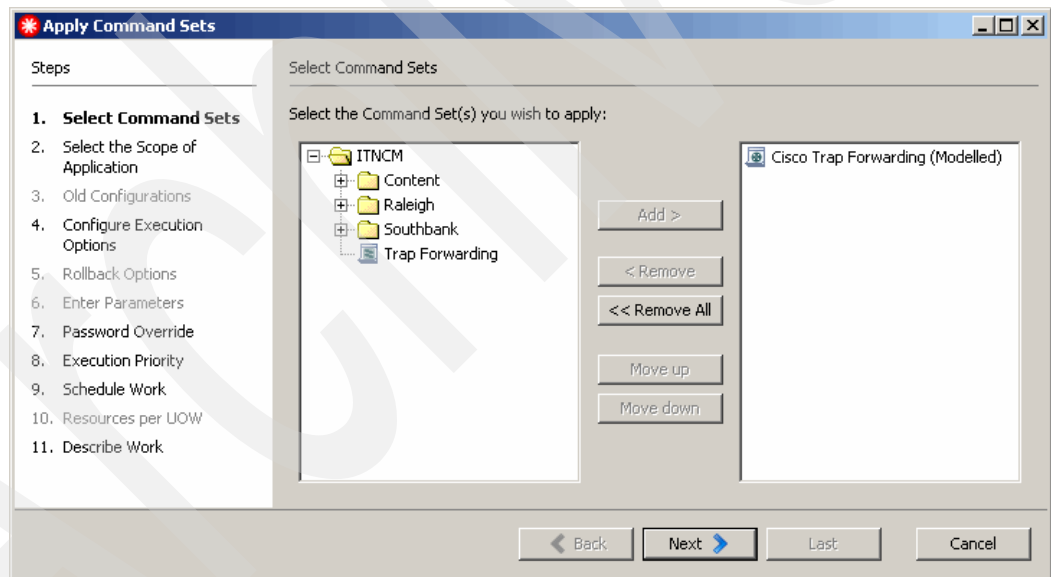 Apply Command Sets
Steps
1. Select Command Sets
2. Select the Scope of
Application
3. Old Configurations
4. Configure Execution
Options
5. Rollback Options
6. Enter Parameters
7. Password Override
8. Execution Priority
9. Schedule Work
10. Resources per UOW
11. Describe Work
Select Command Sets
Select the Command Set(s) you wish to apply:
ITNCM
Content
Raleigh
Southbank
Trap Forwarding
Add >
< Remove
<< Remove All
Move up
Move down
Cisco Trap Forwarding (Modelled)
Back
Next
Last
Cancel